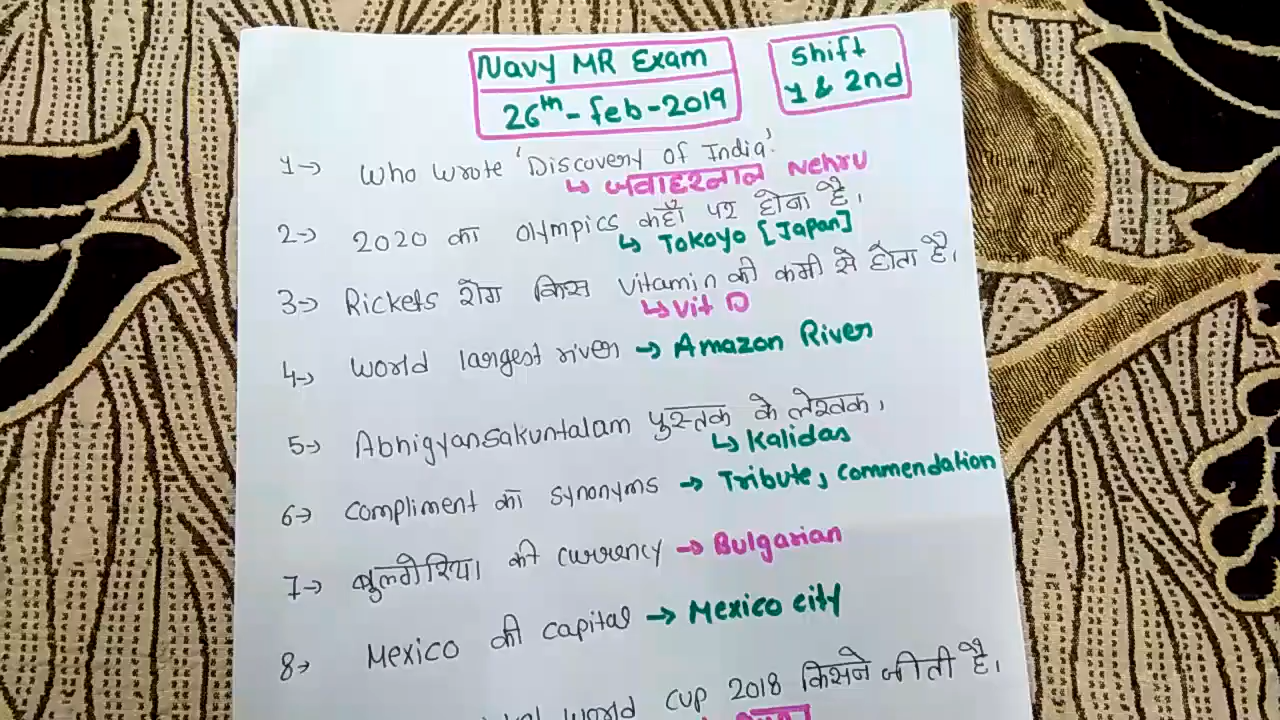 Navy MR Exam
26th-feb-2019
Shift
1 & 2nd
1→ Who wrote 'Discovery of India'.
↳ जवाहरलाल Nehru
2→ 2020 का Olympics कहाँ पर होना है।
↳ Tokoyo [Japan]
3→ Rickets रोग किस Vitamin की कमी से होता है।
↳ Vit D
4→ World largest river → Amazon River
5→ Abhigyansakuntalam पुस्तक के लेखक।
↳ Kalidas
6→ Compliment का synonyms → Tribute, commendation
7→ बुलगेरिया की currency → Bulgarian
8→ Mexico की capital → Mexico city
world cup 2018 किसने जीती है।